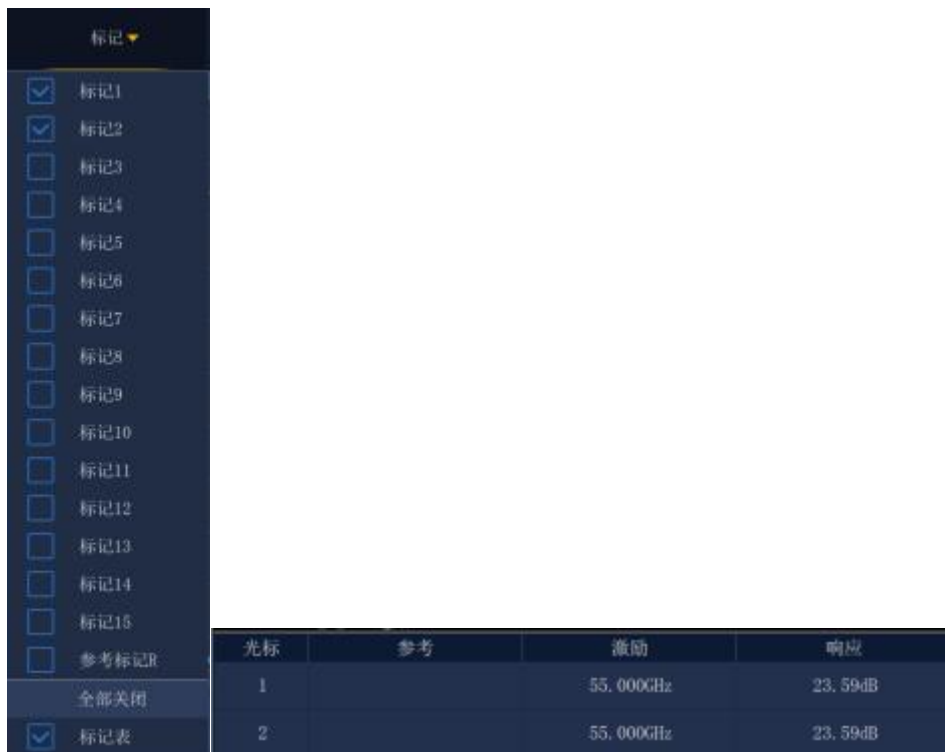 标记
标记1
标记2
标记3
标记4
标记5
标记6
标记7
标记8
标记9
标记10
标记11
标记12
标记13
标记14
标记15
参考标记R
全部关闭
标记表
光标 参考 激励 响应
1 55.000GHz 23.59dB
2 55.000GHz 23.59dB